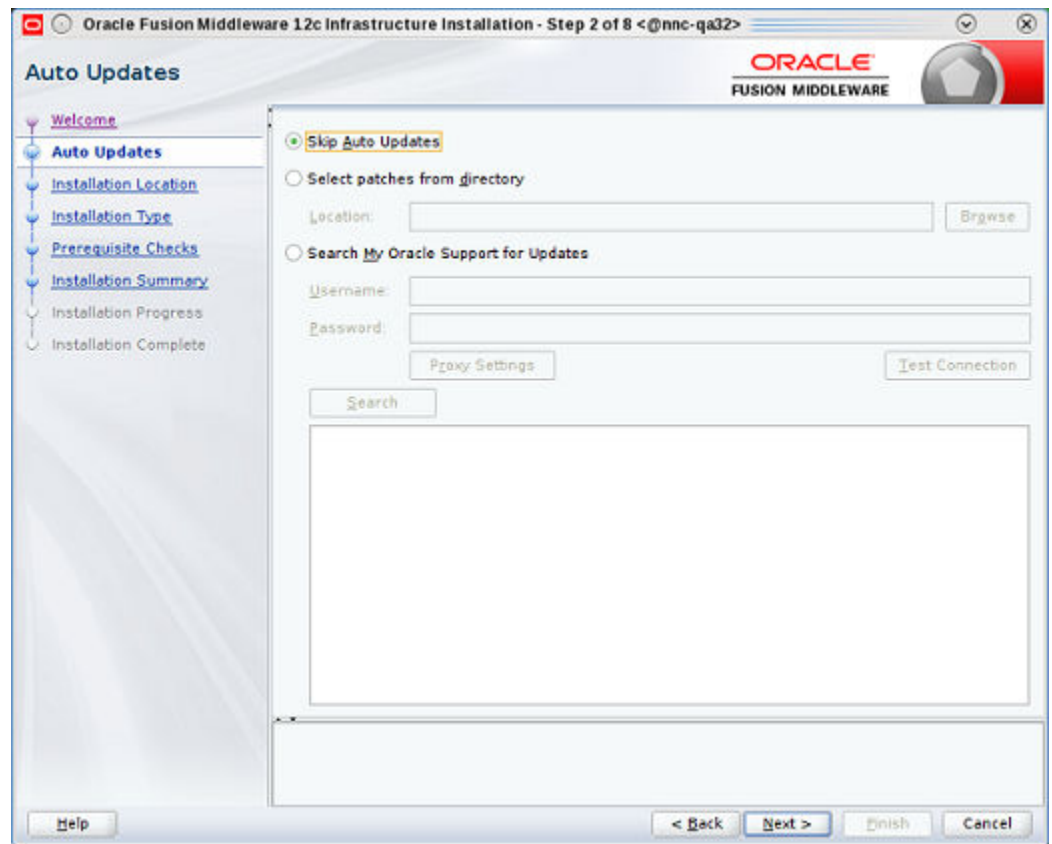 Oracle Fusion Middleware 12c Infrastructure Installation - Step 2 of 8 <@nnc-qa32>
Auto Updates
ORACLE
FUSION MIDDLEWARE
Welcome
Auto Updates
Installation Location
Installation Type
Prerequisite Checks
Installation Summary
Installation Progress
Installation Complete
Skip Auto Updates
Select patches from directory
Location:
Browse
Search My Oracle Support for Updates
Username:
Password:
Proxy Settings
Test Connection
Search
Help
< Back
Next >
Finish
Cancel